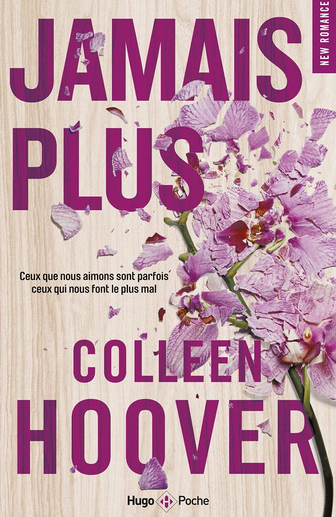 NEW ROMANCE
JAMAIS
PLUS
Ceux que nous aimons sont parfois
ceux qui nous font le plus mal
COLLEEN
HOOVER
Hugo H Poche